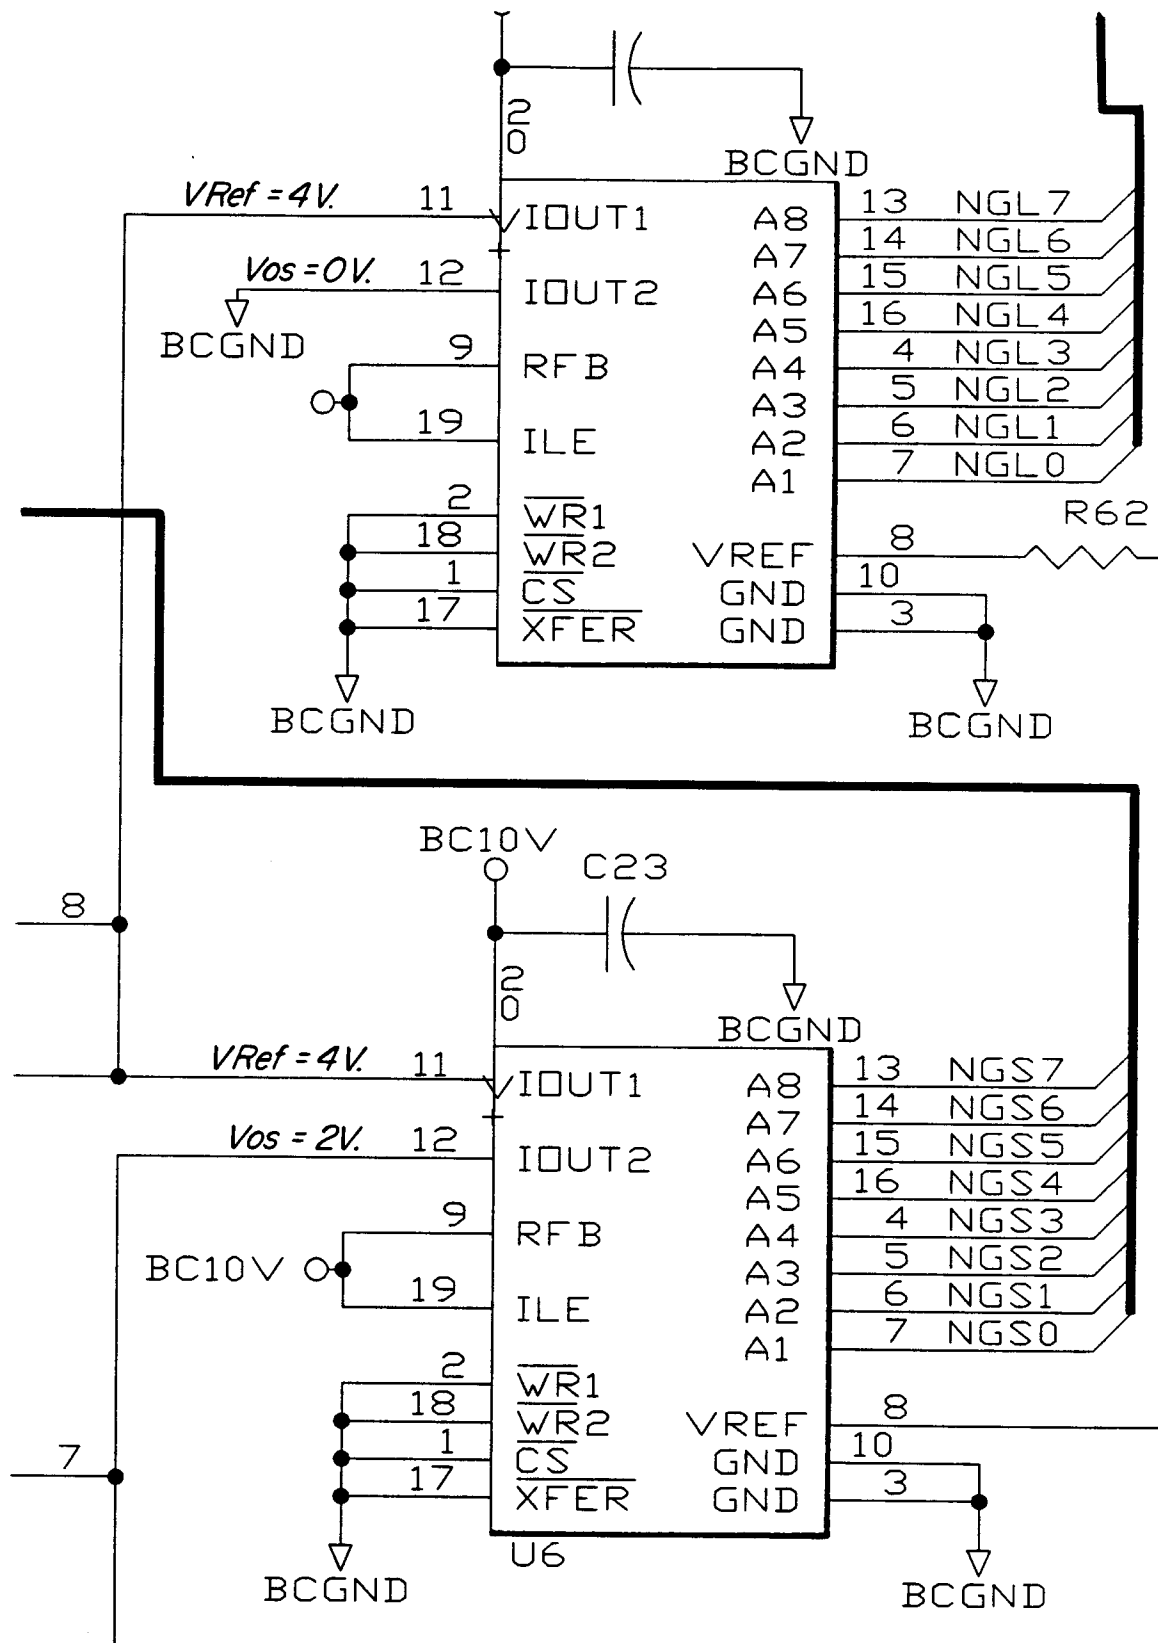 20
BCGND
VRef = 4V. 11 IOUT1 A8 13 NGL7
A7 14 NGL6
Vos = 0V. 12 IOUT2 A6 15 NGL5
BCGND A5 16 NGL4
9 RFB A4 4 NGL3
A3 5 NGL2
19 ILE A2 6 NGL1
A1 7 NGL0
2 WR1 R62
18 WR2 VREF 8
1 CS GND 10
17 XFER GND 3
BCGND BCGND
BC10V C23
8
20
BCGND
VRef = 4V. 11 IOUT1 A8 13 NGS7
A7 14 NGS6
Vos = 2V. 12 IOUT2 A6 15 NGS5
A5 16 NGS4
9 RFB A4 4 NGS3
BC10V A3 5 NGS2
19 ILE A2 6 NGS1
A1 7 NGS0
2 WR1
18 WR2 VREF 8
7 1 CS GND 10
17 XFER GND 3
U6
BCGND BCGND